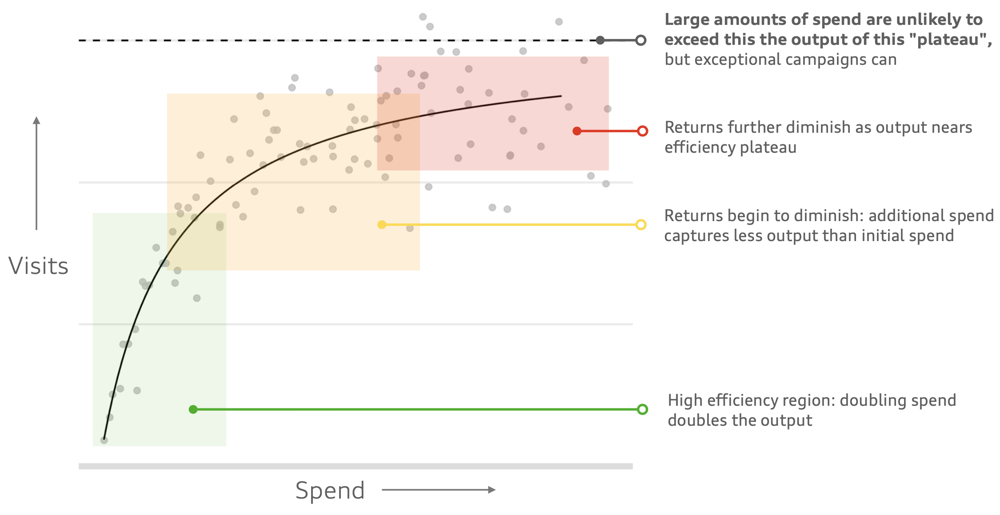 Large amounts of spend are unlikely to
exceed this the output of this "plateau",
but exceptional campaigns can
Returns further diminish as output nears
efficiency plateau
Returns begin to diminish: additional spend
captures less output than initial spend
Visits
High efficiency region: doubling spend
doubles the output
Spend